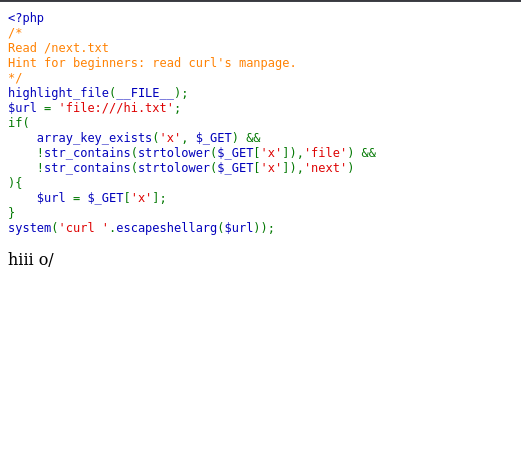 <?php
/*
Read /next.txt
Hint for beginners: read curl's manpage.
*/
highlight_file(__FILE__);
$url = 'file:///hi.txt';
if(
    array_key_exists('x', $_GET) &&
    !str_contains(strtolower($_GET['x']),'file') &&
    !str_contains(strtolower($_GET['x']),'next')
){
    $url = $_GET['x'];
}
system('curl '.escapeshellarg($url));
hiii o/